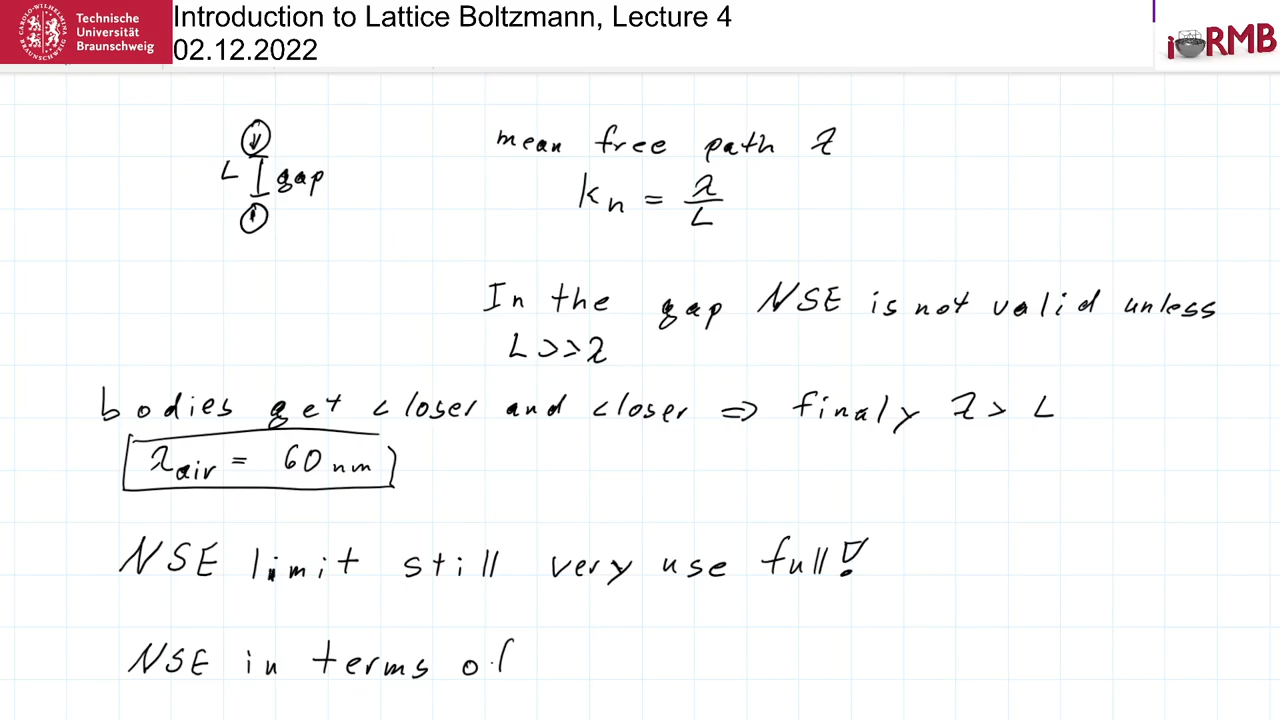 Technische
Universität
Braunschweig
Introduction to Lattice Boltzmann, Lecture 4
02.12.2022
iRMB
mean free path λ
L gap
Kn = λ/L
In the gap NSE is not valid unless
L >> λ
bodies get closer and closer ⇒ finaly λ > L
λair = 60 nm
NSE limit still very use full!
NSE in terms of